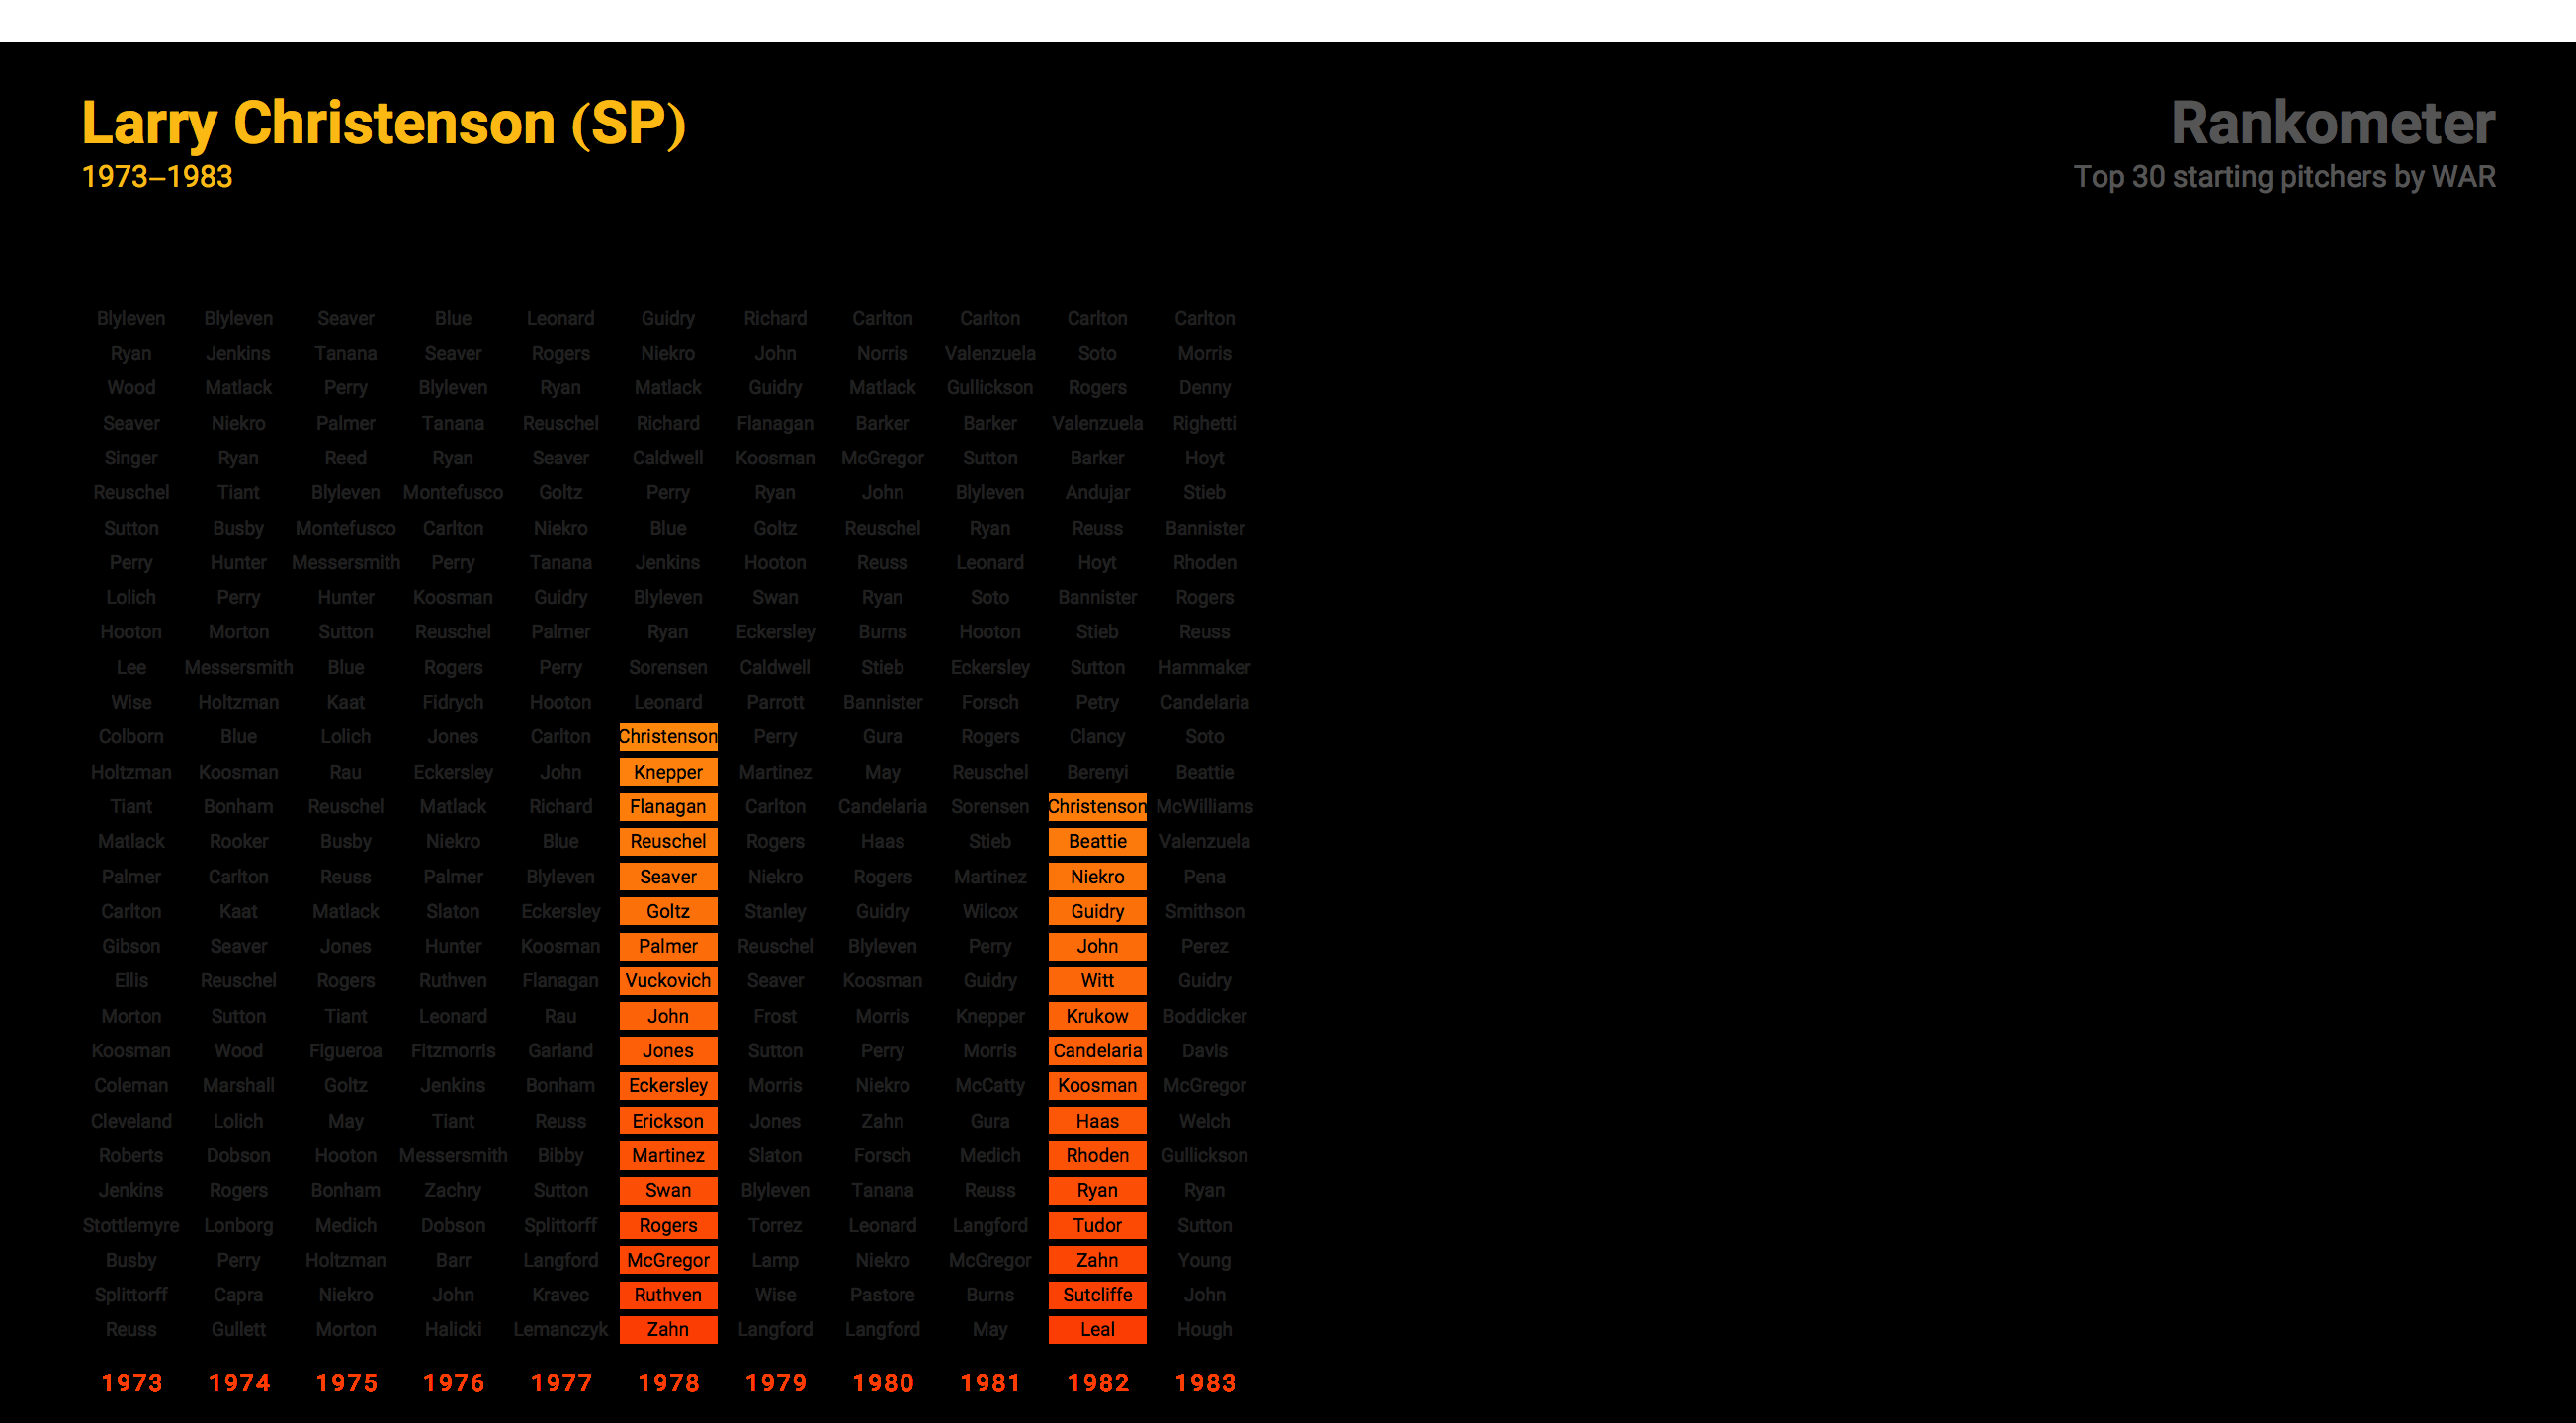 Larry Christenson (SP)
1973–1983
Rankometer
Top 30 starting pitchers by WAR
Blyleven Blyleven Seaver Blue Leonard Guidry Richard Carlton Carlton Carlton Carlton
Ryan Jenkins Tanana Seaver Rogers Niekro John Norris Valenzuela Soto Morris
Wood Matlack Perry Blyleven Ryan Matlack Guidry Matlack Gullickson Rogers Denny
Seaver Niekro Palmer Tanana Reuschel Richard Flanagan Barker Barker Valenzuela Righetti
Singer Ryan Reed Ryan Seaver Caldwell Koosman McGregor Sutton Barker Hoyt
Reuschel Tiant Blyleven Montefusco Goltz Perry Ryan John Blyleven Andujar Stieb
Sutton Busby Montefusco Carlton Niekro Blue Goltz Reuschel Ryan Reuss Bannister
Perry Hunter Messersmith Perry Tanana Jenkins Hooton Reuss Leonard Hoyt Rhoden
Lolich Perry Hunter Koosman Guidry Blyleven Swan Ryan Soto Bannister Rogers
Hooton Morton Sutton Reuschel Palmer Ryan Eckersley Burns Hooton Stieb Reuss
Lee Messersmith Blue Rogers Perry Sorensen Caldwell Stieb Eckersley Sutton Hammaker
Wise Holtzman Kaat Fidrych Hooton Leonard Parrott Bannister Forsch Petry Candelaria
Colborn Blue Lolich Jones Carlton Christenson Perry Gura Rogers Clancy Soto
Holtzman Koosman Rau Eckersley John Knepper Martinez May Reuschel Berenyi Beattie
Tiant Bonham Reuschel Matlack Richard Flanagan Carlton Candelaria Sorensen Christenson McWilliams
Matlack Rooker Busby Niekro Blue Reuschel Rogers Haas Stieb Beattie Valenzuela
Palmer Carlton Reuss Palmer Blyleven Seaver Niekro Rogers Martinez Niekro Pena
Carlton Kaat Matlack Slaton Eckersley Goltz Stanley Guidry Wilcox Guidry Smithson
Gibson Seaver Jones Hunter Koosman Palmer Reuschel Blyleven Perry John Perez
Ellis Reuschel Rogers Ruthven Flanagan Vuckovich Seaver Koosman Guidry Witt Guidry
Morton Sutton Tiant Leonard Rau John Frost Morris Knepper Krukow Boddicker
Koosman Wood Figueroa Fitzmorris Garland Jones Sutton Perry Morris Candelaria Davis
Coleman Marshall Goltz Jenkins Bonham Eckersley Morris Niekro McCatty Koosman McGregor
Cleveland Lolich May Tiant Reuss Erickson Jones Zahn Gura Haas Welch
Roberts Dobson Hooton Messersmith Bibby Martinez Slaton Forsch Medich Rhoden Gullickson
Jenkins Rogers Bonham Zachry Sutton Swan Blyleven Tanana Reuss Ryan Ryan
Stottlemyre Lonborg Medich Dobson Splittorff Rogers Torrez Leonard Langford Tudor Sutton
Busby Perry Holtzman Barr Langford McGregor Lamp Niekro McGregor Zahn Young
Splittorff Capra Niekro John Kravec Ruthven Wise Pastore Burns Sutcliffe John
Reuss Gullett Morton Halicki Lemanczyk Zahn Langford Langford May Leal Hough
1973 1974 1975 1976 1977 1978 1979 1980 1981 1982 1983